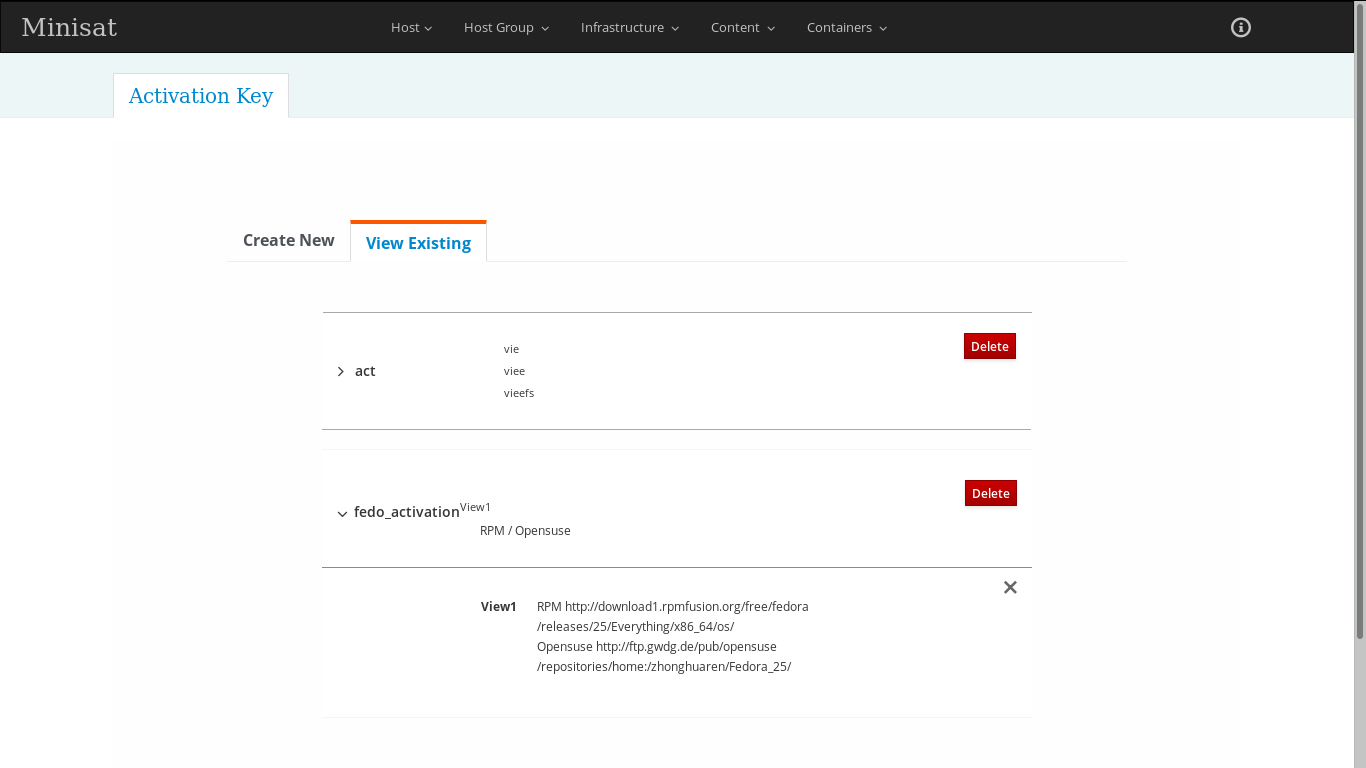 Minisat
Host
Host Group
Infrastructure
Content
Containers
Activation Key
Create New
View Existing
act
vie
viee
vieefs
Delete
fedo_activation
View1
RPM / Opensuse
Delete
View1
RPM http://download1.rpmfusion.org/free/fedora
/releases/25/Everything/x86_64/os/
Opensuse http://ftp.gwdg.de/pub/opensuse
/repositories/home:/zhonghuaren/Fedora_25/